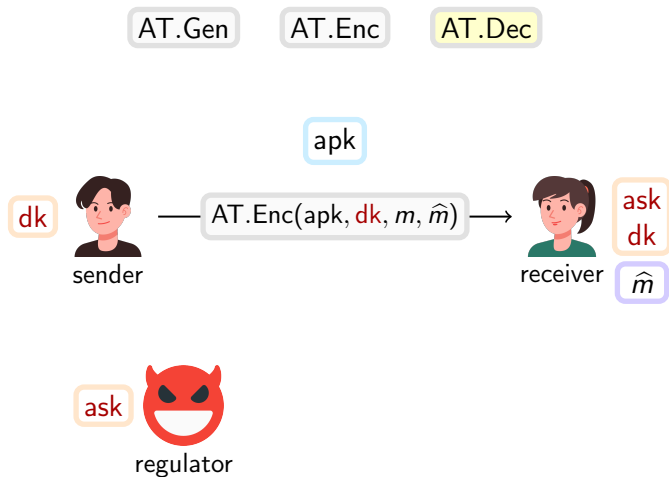 AT.Gen AT.Enc AT.Dec
apk
dk
AT.Enc(apk, dk, m, m̂)
ask
dk
sender
receiver
m̂
ask
regulator